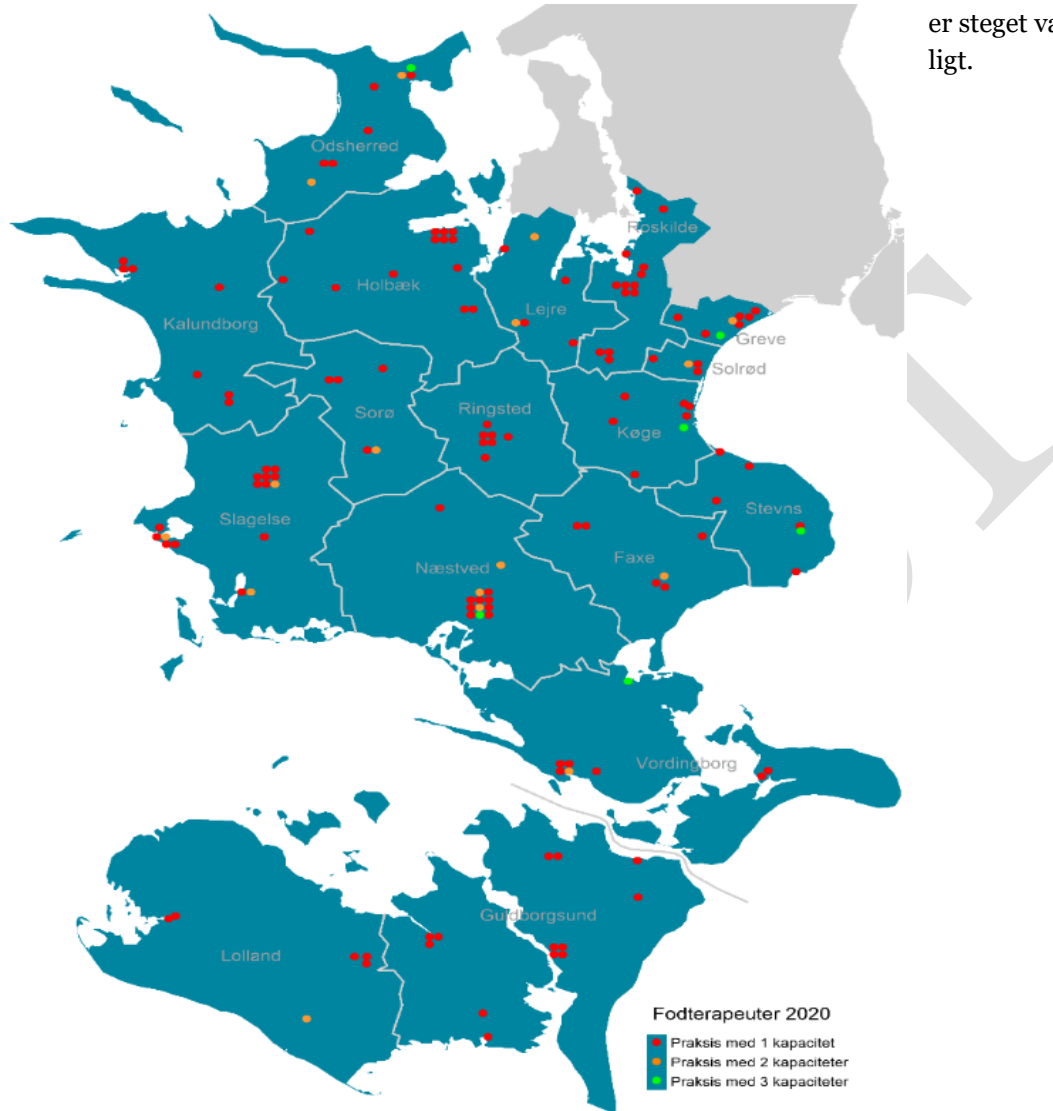 er steget va
ligt.
Odsherred
Roskilde
Holbæk
Lejre
Kalundborg
Greve
Solrød
Sorø
Ringsted
Køge
Stevns
Slagelse
Næstved
Faxe
Vordingborg
Guldborgsund
Lolland
Fodterapeuter 2020
Praksis med 1 kapacitet
Praksis med 2 kapaciteter
Praksis med 3 kapaciteter